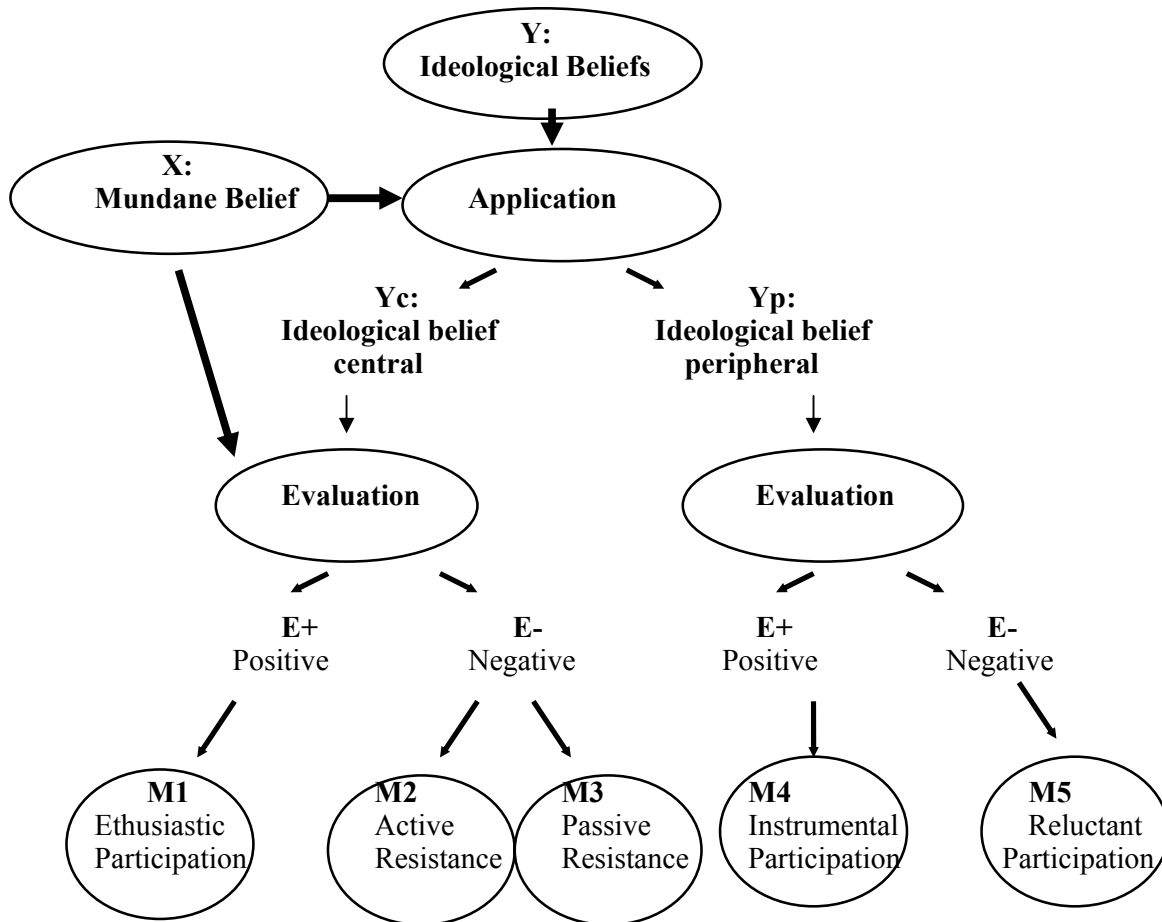 Y:
Ideological Beliefs
X:
Mundane Belief
Application
Yc:
Ideological belief
central
Yp:
Ideological belief
peripheral
Evaluation
Evaluation
E+
Positive
E-
Negative
E+
Positive
E-
Negative
M1
Ethusiastic
Participation
M2
Active
Resistance
M3
Passive
Resistance
M4
Instrumental
Participation
M5
Reluctant
Participation